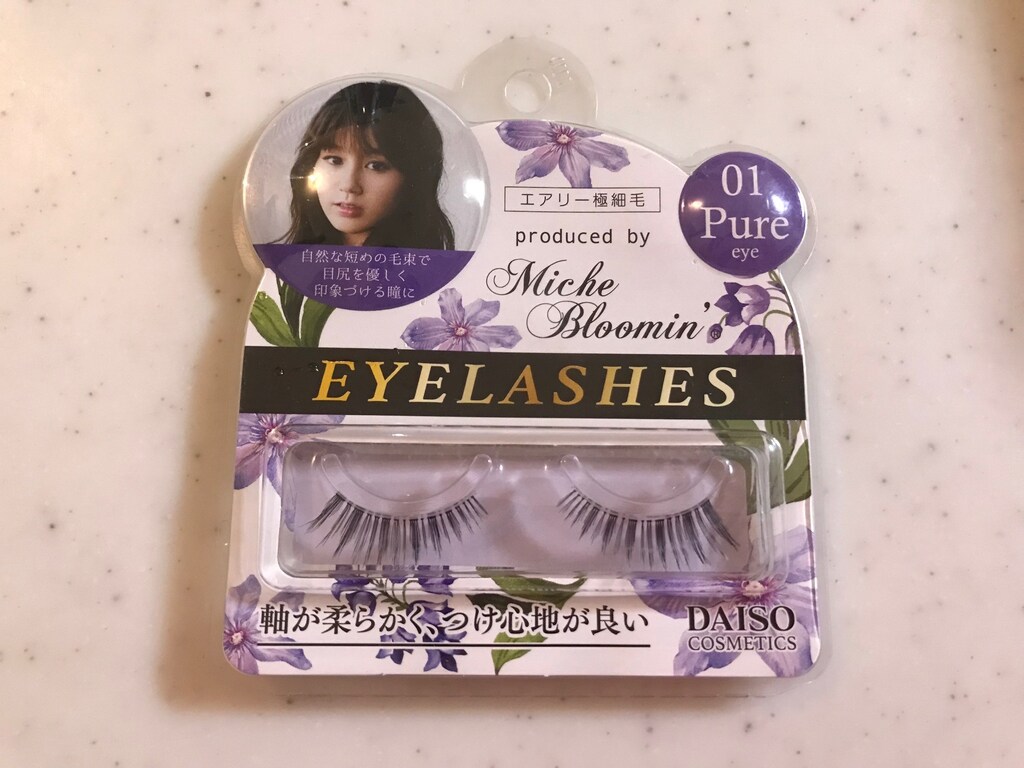 エアリー極細毛
produced by
Miche
Bloomin'
01
Pure
eye
自然な短めの毛束で
目尻を優しく
印象づける瞳に
EYELASHES
軸が柔らかく、つけ心地が良い
DAISO
COSMETICS